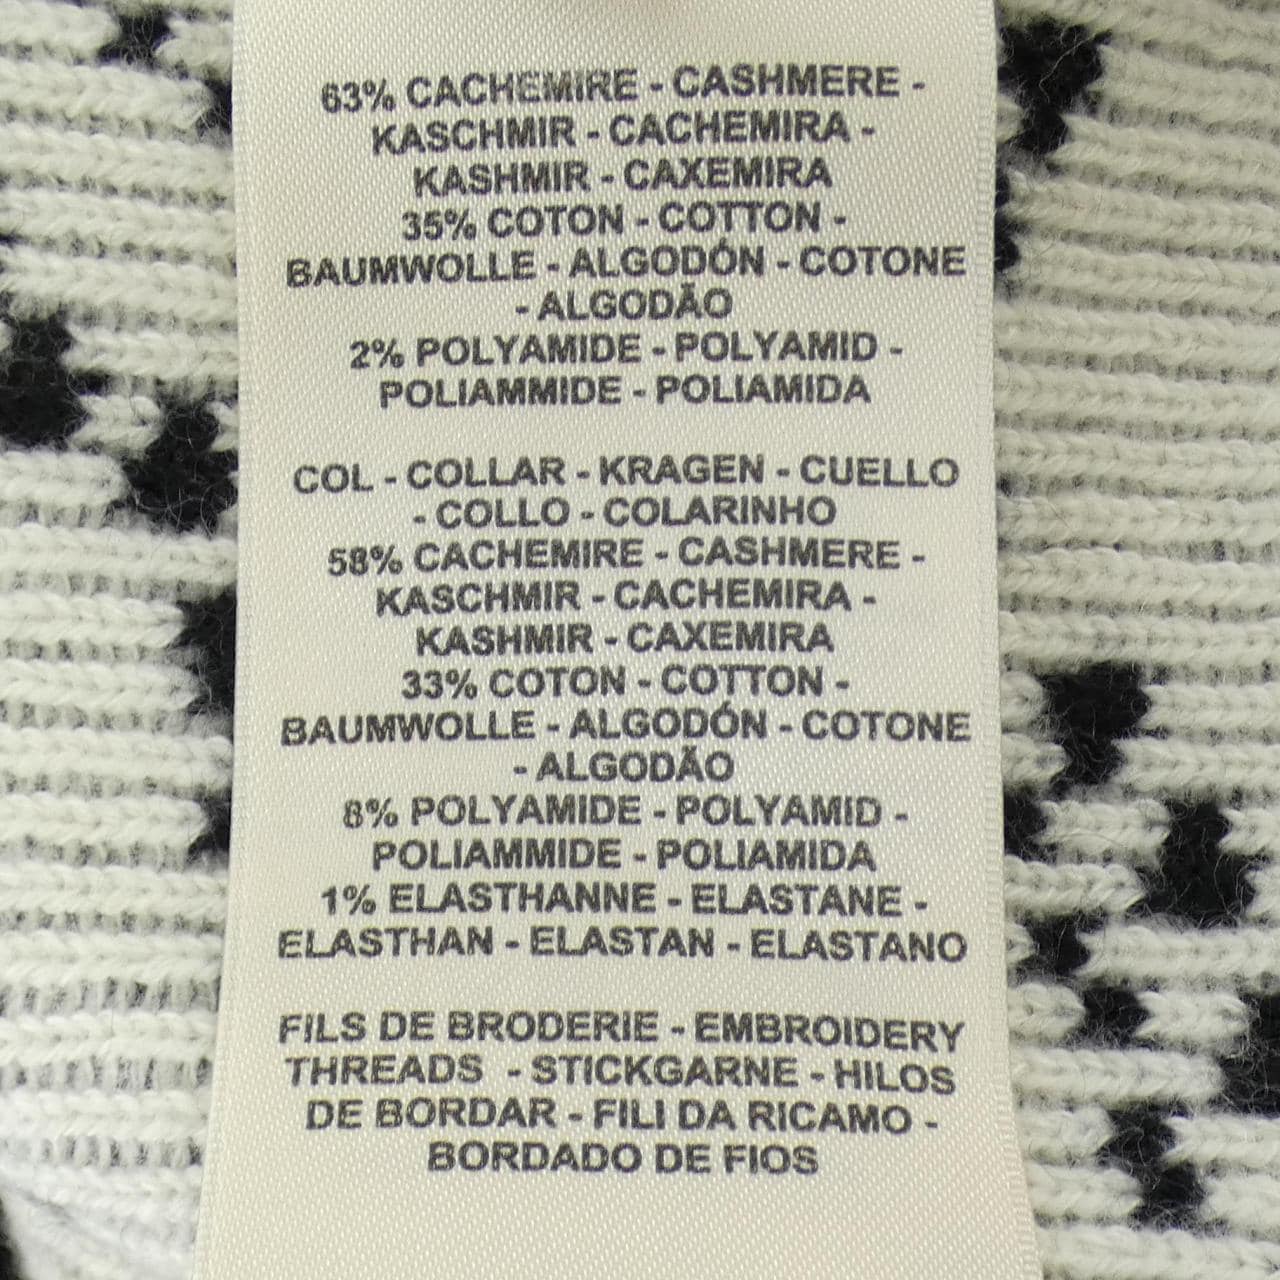 63% CACHEMIRE - CASHMERE -
KASCHMIR - CACHEMIRA -
KASHMIR - CAXEMIRA
35% COTON - COTTON -
BAUMWOLLE - ALGODÓN - COTONE
- ALGODÃO
2% POLYAMIDE - POLYAMID -
POLIAMMIDE - POLIAMIDA
COL - COLLAR - KRAGEN - CUELLO
- COLLO - COLARINHO
58% CACHEMIRE - CASHMERE -
KASCHMIR - CACHEMIRA -
KASHMIR - CAXEMIRA
33% COTON - COTTON -
BAUMWOLLE - ALGODÓN - COTONE
- ALGODÃO
8% POLYAMIDE - POLYAMID -
POLIAMMIDE - POLIAMIDA
1% ELASTHANNE - ELASTANE -
ELASTHAN - ELASTAN - ELASTANO
FILS DE BRODERIE - EMBROIDERY
THREADS - STICKGARNE - HILOS
DE BORDAR - FILI DA RICAMO -
BORDADO DE FIOS